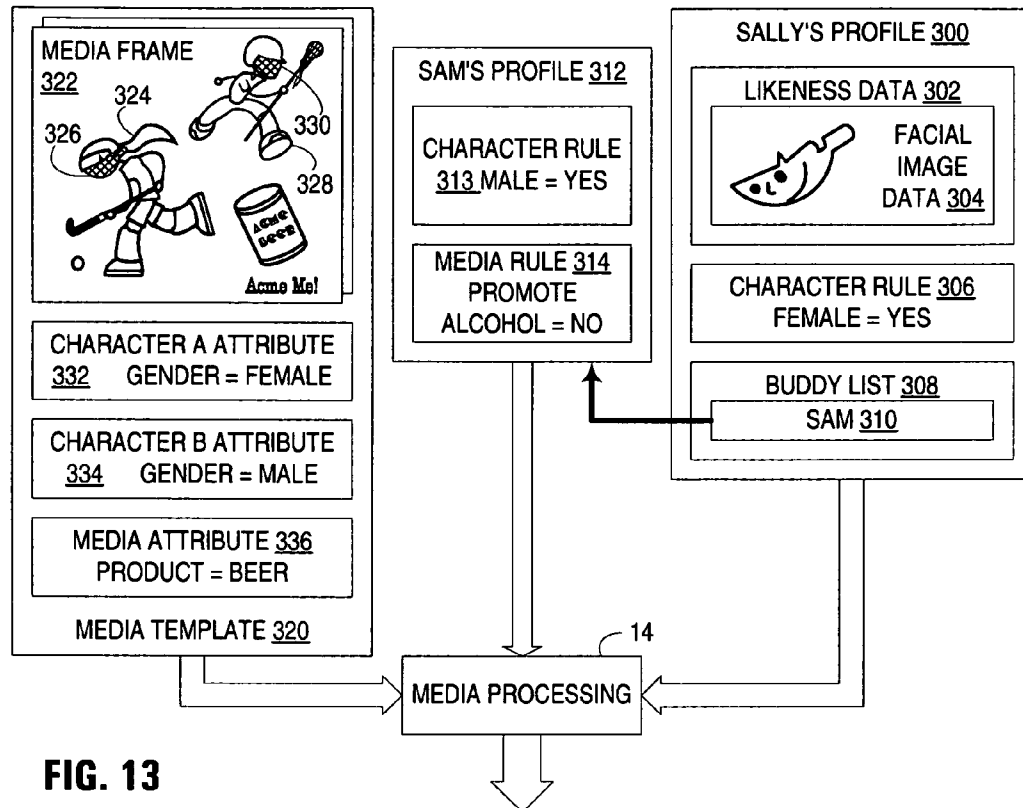 MEDIA FRAME
322
324
326
330
328
ACME
BEER
Acme Me!
CHARACTER A ATTRIBUTE
332 GENDER = FEMALE
CHARACTER B ATTRIBUTE
334 GENDER = MALE
MEDIA ATTRIBUTE 336
PRODUCT = BEER
MEDIA TEMPLATE 320
SAM'S PROFILE 312
CHARACTER RULE
313 MALE = YES
MEDIA RULE 314
PROMOTE
ALCOHOL = NO
SALLY'S PROFILE 300
LIKENESS DATA 302
FACIAL
IMAGE
DATA 304
CHARACTER RULE 306
FEMALE = YES
BUDDY LIST 308
SAM 310
14
MEDIA PROCESSING
FIG. 13